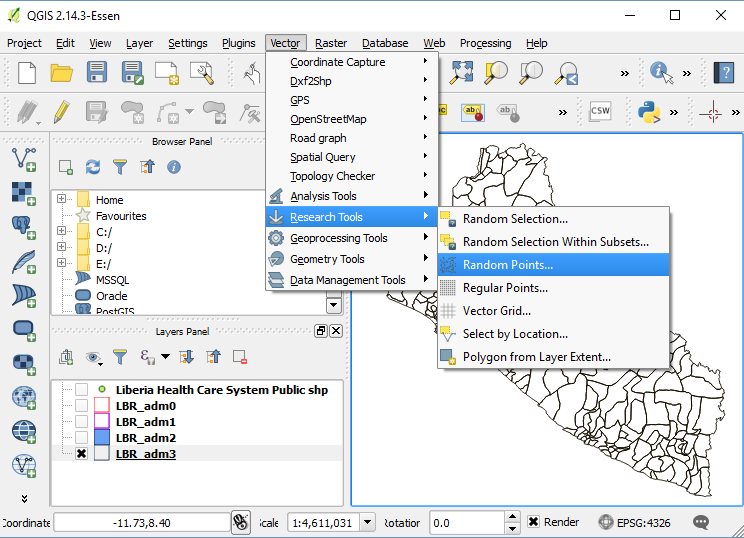 QGIS 2.14.3-Essen
Project Edit View Layer Settings Plugins Vector Raster Database Web Processing Help
Coordinate Capture
Dxf2Shp
GPS
OpenStreetMap
Road graph
Spatial Query
Topology Checker
Analysis Tools
Research Tools
Geoprocessing Tools
Geometry Tools
Data Management Tools
Random Selection...
Random Selection Within Subsets...
Random Points...
Regular Points...
Vector Grid...
Select by Location...
Polygon from Layer Extent...
abc
ab
abc
CSW
Browser Panel
Home
Favourites
C:/
D:/
E:/
MSSQL
Oracle
PostGIS
Layers Panel
Liberia Health Care System Public shp
LBR_adm0
LBR_adm1
LBR_adm2
LBR_adm3
Coordinate -11.73,8.40 Scale 1:4,611,031 Rotation 0.0 Render EPSG:4326